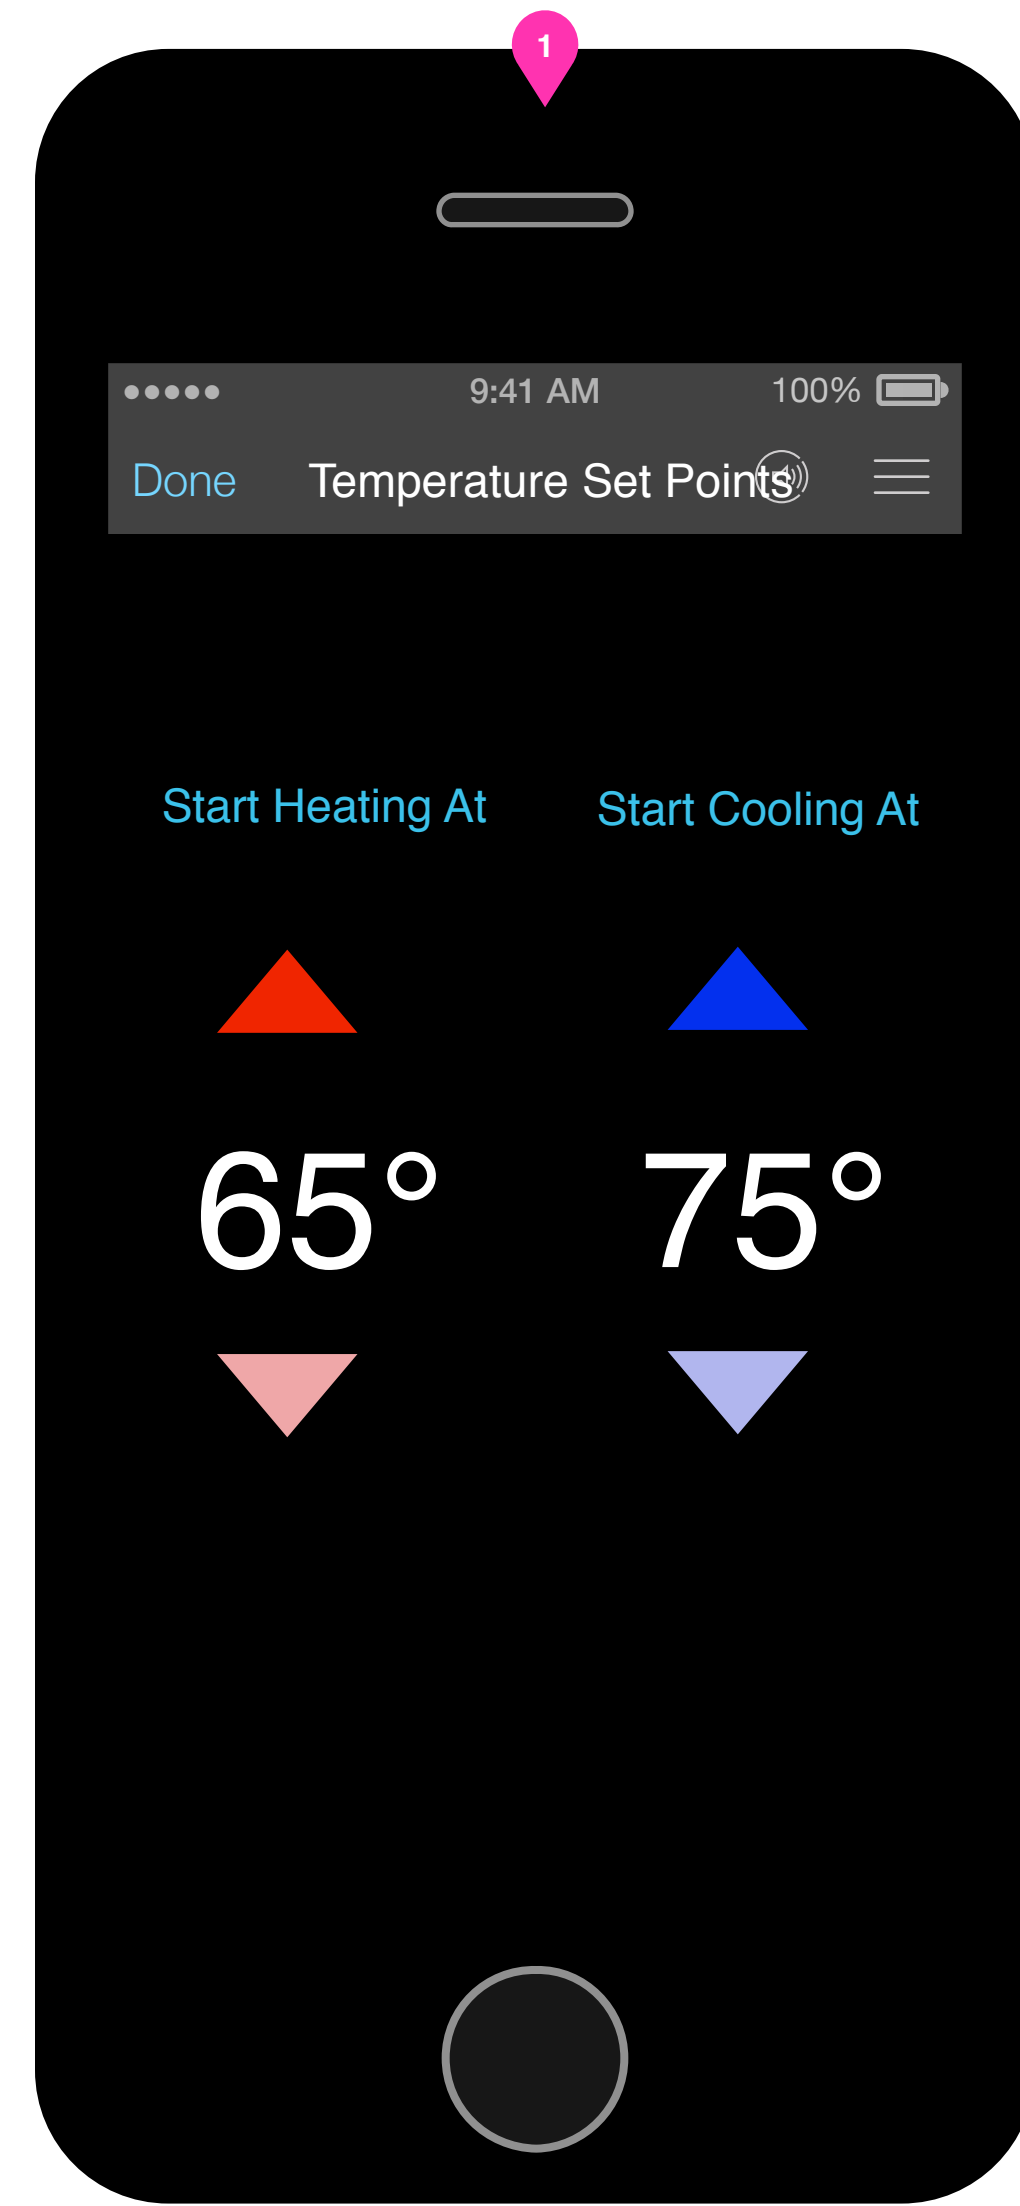 1
9:41 AM 100%
Done Temperature Set Points
Start Heating At Start Cooling At
65° 75°